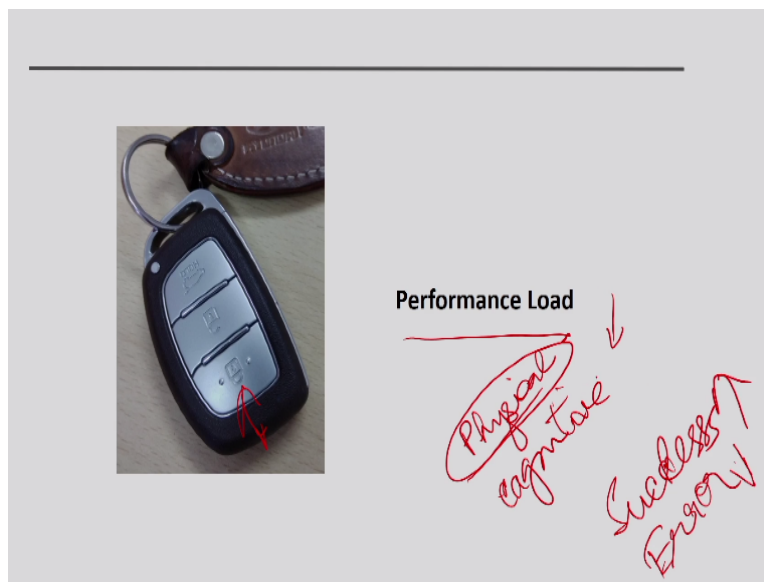 Performance Load
Physical
cognitive
Success
Error